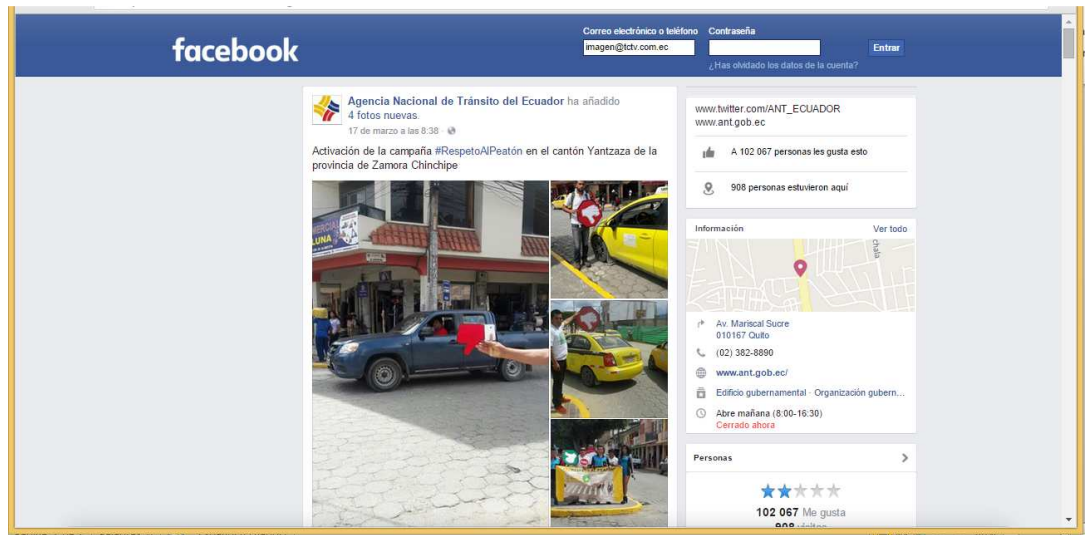 facebook
Correo electrónico o teléfono
Contraseña
imagen@tctv.com.ec
Entrar
¿Has olvidado los datos de la cuenta?
Agencia Nacional de Tránsito del Ecuador ha añadido
4 fotos nuevas.
17 de marzo a las 8:38 ·
Activación de la campaña #RespetoAlPeatón en el cantón Yantzaza de la
provincia de Zamora Chinchipe
LUNA
www.twitter.com/ANT_ECUADOR
www.ant.gob.ec
A 102 067 personas les gusta esto
908 personas estuvieron aquí
Información
Ver todo
chala
Av. Mariscal Sucre
010167 Quito
(02) 382-8890
www.ant.gob.ec/
Edificio gubernamental · Organización gubern...
Abre mañana (8:00-16:30)
Cerrado ahora
Personas
102 067 Me gusta
908 visitas